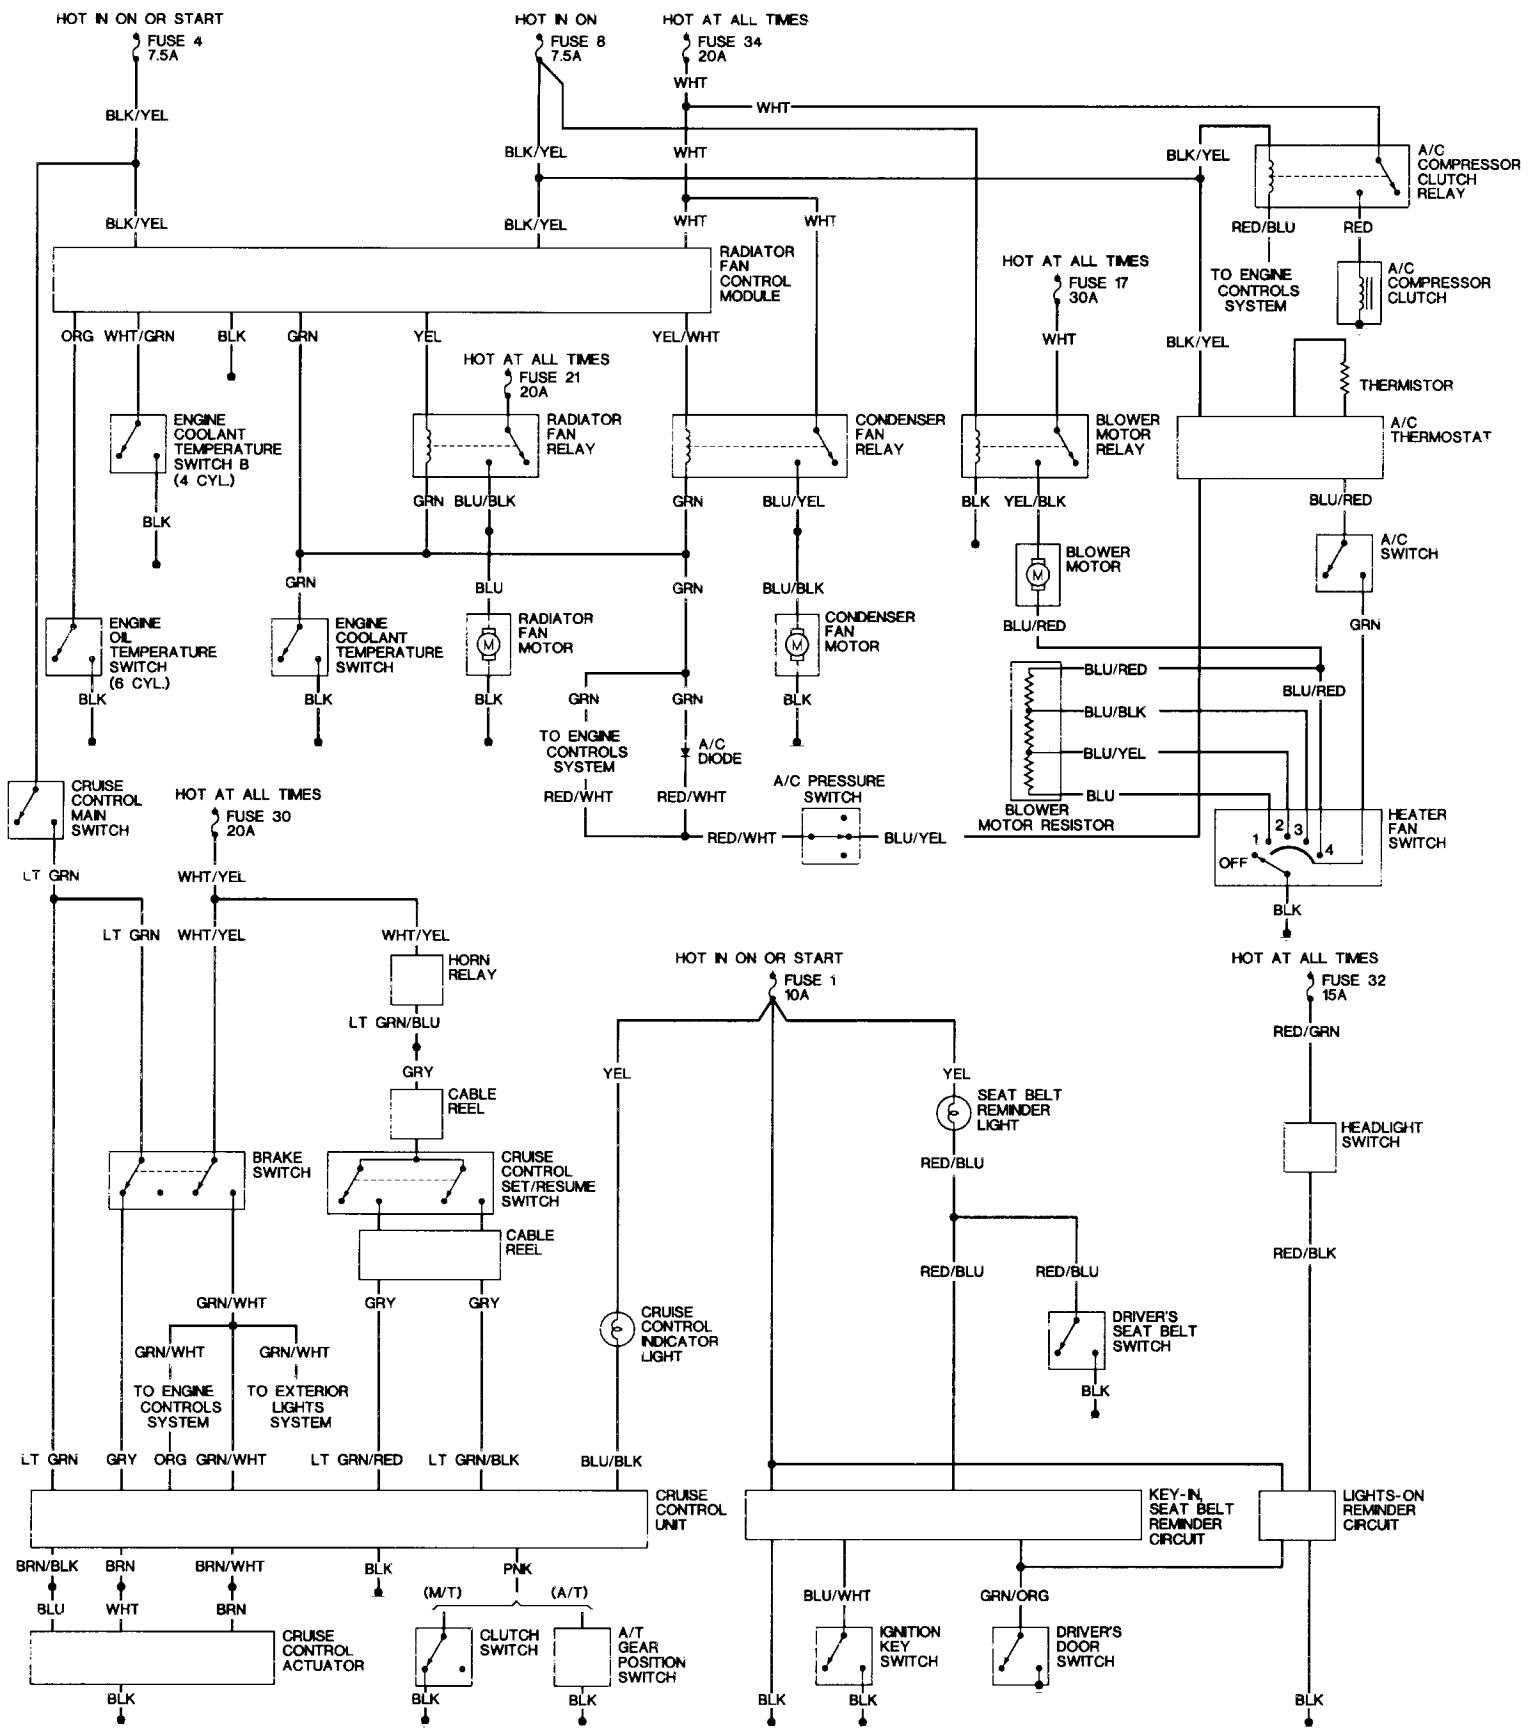 HOT IN ON OR START
FUSE 4
7.5A
HOT IN ON
FUSE 8
7.5A
HOT AT ALL TIMES
FUSE 34
20A
WHT
WHT
BLK/YEL
BLK/YEL
WHT
BLK/YEL
A/C
COMPRESSOR
CLUTCH
RELAY
BLK/YEL
BLK/YEL
WHT
WHT
RED/BLU
RED
RADIATOR
FAN
CONTROL
MODULE
HOT AT ALL TIMES
FUSE 17
30A
TO ENGINE
CONTROLS
SYSTEM
A/C
COMPRESSOR
CLUTCH
ORG
WHT/GRN
BLK
GRN
YEL
YEL/WHT
WHT
BLK/YEL
HOT AT ALL TIMES
FUSE 21
20A
THERMISTOR
ENGINE
COOLANT
TEMPERATURE
SWITCH B
(4 CYL.)
RADIATOR
FAN
RELAY
CONDENSER
FAN
RELAY
BLOWER
MOTOR
RELAY
A/C
THERMOSTAT
GRN
BLU/BLK
GRN
BLU/YEL
BLK
YEL/BLK
BLU/RED
BLK
BLOWER
MOTOR
M
A/C
SWITCH
GRN
BLU
GRN
BLU/BLK
ENGINE
OIL
TEMPERATURE
SWITCH
(6 CYL.)
ENGINE
COOLANT
TEMPERATURE
SWITCH
M
RADIATOR
FAN
MOTOR
M
CONDENSER
FAN
MOTOR
BLU/RED
GRN
BLK
BLK
BLK
GRN
GRN
BLK
BLU/RED
BLU/RED
BLU/BLK
BLU/YEL
BLU
TO ENGINE
CONTROLS
SYSTEM
A/C
DIODE
BLOWER
MOTOR RESISTOR
CRUISE
CONTROL
MAIN
SWITCH
HOT AT ALL TIMES
FUSE 30
20A
RED/WHT
RED/WHT
A/C PRESSURE
SWITCH
RED/WHT
BLU/YEL
HEATER
FAN
SWITCH
1
2
3
4
OFF
BLK
LT GRN
WHT/YEL
LT GRN
WHT/YEL
WHT/YEL
HORN
RELAY
LT GRN/BLU
GRY
CABLE
REEL
HOT IN ON OR START
FUSE 1
10A
HOT AT ALL TIMES
FUSE 32
15A
RED/GRN
YEL
YEL
SEAT BELT
REMINDER
LIGHT
HEADLIGHT
SWITCH
BRAKE
SWITCH
CRUISE
CONTROL
SET/RESUME
SWITCH
RED/BLU
CABLE
REEL
RED/BLU
RED/BLU
RED/BLK
GRN/WHT
GRY
GRY
CRUISE
CONTROL
INDICATOR
LIGHT
DRIVER'S
SEAT BELT
SWITCH
GRN/WHT
GRN/WHT
TO ENGINE
CONTROLS
SYSTEM
TO EXTERIOR
LIGHTS
SYSTEM
BLK
LT GRN
GRY
ORG
GRN/WHT
LT GRN/RED
LT GRN/BLK
BLU/BLK
CRUISE
CONTROL
UNIT
KEY-IN,
SEAT BELT
REMINDER
CIRCUIT
LIGHTS-ON
REMINDER
CIRCUIT
BRN/BLK
BRN
BRN/WHT
BLK
PNK
(M/T)
(A/T)
BLU/WHT
GRN/ORG
BLU
WHT
BRN
CRUISE
CONTROL
ACTUATOR
CLUTCH
SWITCH
A/T
GEAR
POSITION
SWITCH
IGNITION
KEY
SWITCH
DRIVER'S
DOOR
SWITCH
BLK
BLK
BLK
BLK
BLK
BLK